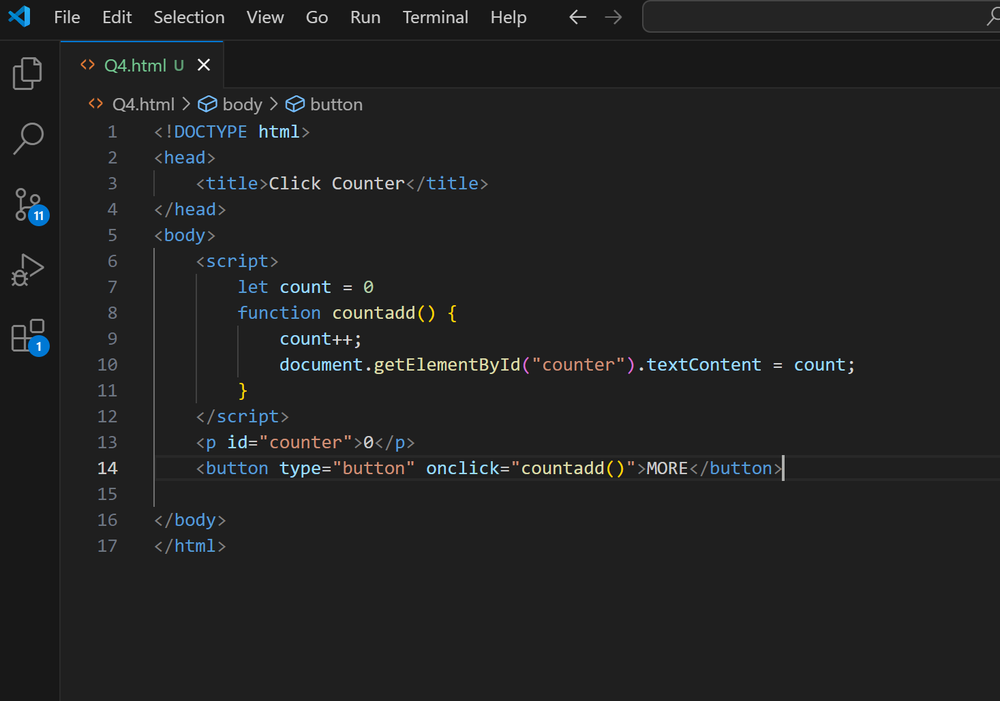 File Edit Selection View Go Run Terminal Help
Q4.html U
Q4.html > body > button
1 <!DOCTYPE html>
2 <head>
3     <title>Click Counter</title>
4 </head>
5 <body>
6     <script>
7         let count = 0
8         function countadd() {
9             count++;
10             document.getElementById("counter").textContent = count;
11         }
12     </script>
13     <p id="counter">0</p>
14     <button type="button" onclick="countadd()">MORE</button>
15
16 </body>
17 </html>
11
1